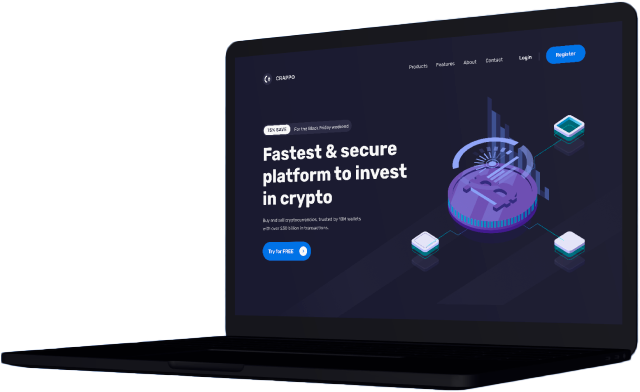 CRAPPO
Products Features About Contact Login Register
75% SAVE For the Black Friday weekend
Fastest & secure
platform to invest
in crypto
Buy and sell cryptocurrencies, trusted by 10M wallets
with over $30 billion in transactions.
Try for FREE